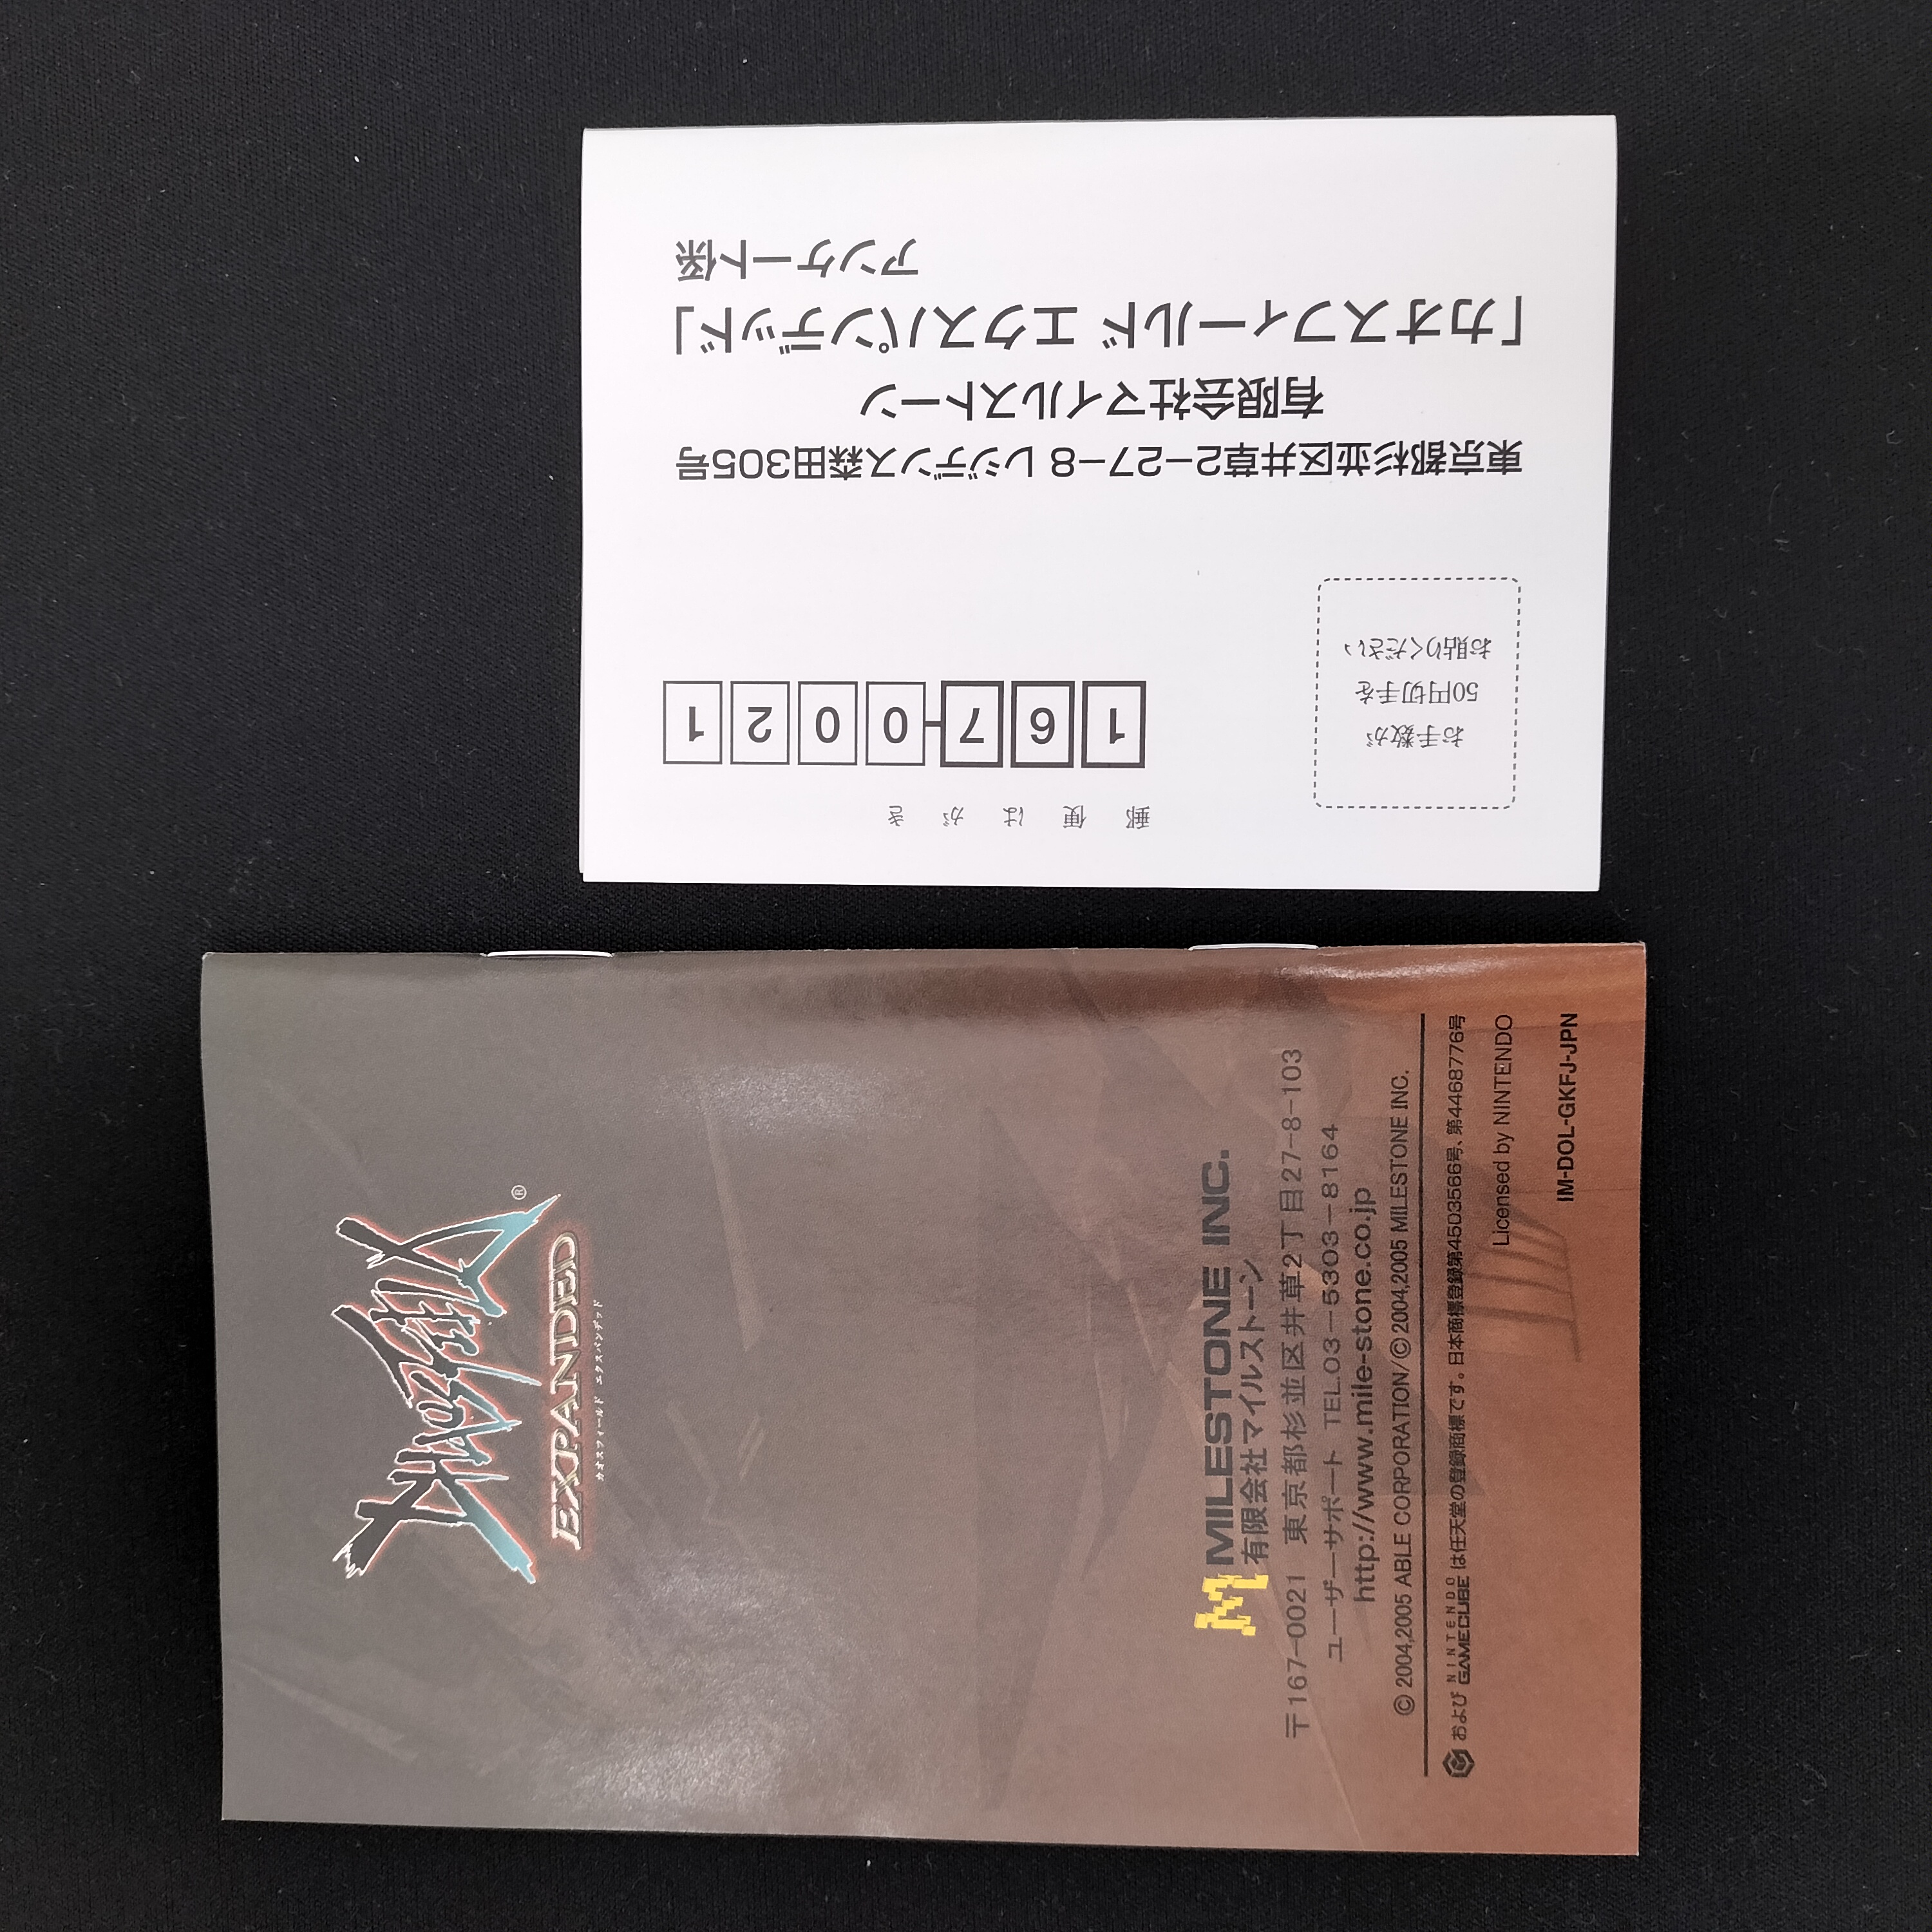 郵便はがき
167-0021
お手数が
50円切手を
お貼りください
東京都杉並区井草2-27-8 レジデンス森田305号
有限会社マイルストーン
「カオスフィールド エクスパンデッド」
アンケート係
CHAOS FIELD
EXPANDED
カオスフィールド エクスパンデッド
®
MILESTONE INC.
有限会社マイルストーン
〒167-0021 東京都杉並区井草2丁目27-8-103
ユーザーサポート TEL.03-5303-8164
http://www.mile-stone.co.jp
© 2004,2005 ABLE CORPORATION/© 2004,2005 MILESTONE INC.
および NINTENDO GAMECUBE は任天堂の登録商標です。日本商標登録第4503566号、第4468776号
Licensed by NINTENDO
IM-DOL-GKFJ-JPN